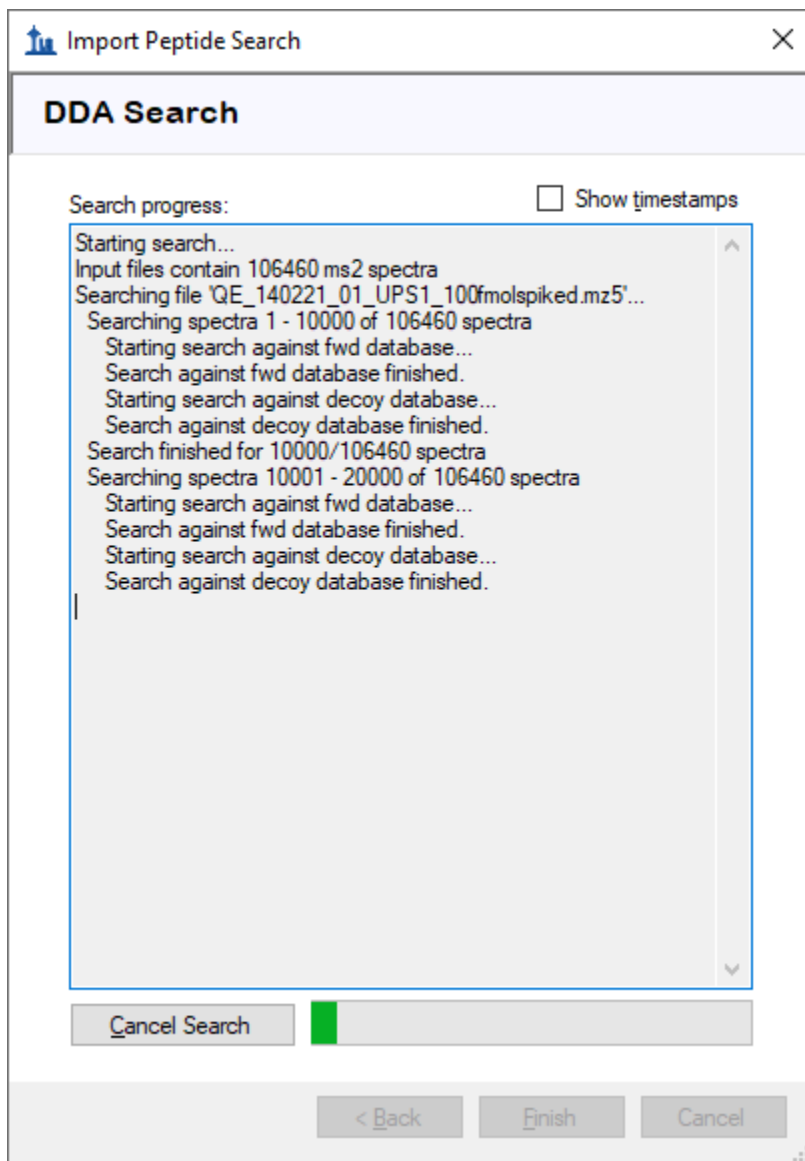 Import Peptide Search
DDA Search
Search progress:
Show timestamps
Starting search...
Input files contain 106460 ms2 spectra
Searching file 'QE_140221_01_UPS1_100fmolspiked.mz5'...
Searching spectra 1 - 10000 of 106460 spectra
Starting search against fwd database...
Search against fwd database finished.
Starting search against decoy database...
Search against decoy database finished.
Search finished for 10000/106460 spectra
Searching spectra 10001 - 20000 of 106460 spectra
Starting search against fwd database...
Search against fwd database finished.
Starting search against decoy database...
Search against decoy database finished.
Cancel Search
< Back
Finish
Cancel